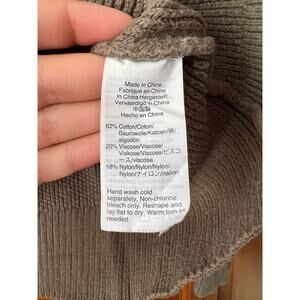 Made in China
Fabriqué en Chine
in China Hergestellt
Vervaardigd in China
中国製
Hecho en China
62% Cotton/Coton/
Baumwolle/Katoen/綿/
algodón
20% Viscose/Viscose/
Viskose/Viscose/ビスコ
ース/viscosa
18% Nylon/Nylon/Nylon/
Nylon/ナイロン/nailon
Hand wash cold
separately. Non-chlorine
bleach only. Reshape and
lay flat to dry. Warm iron as
needed.